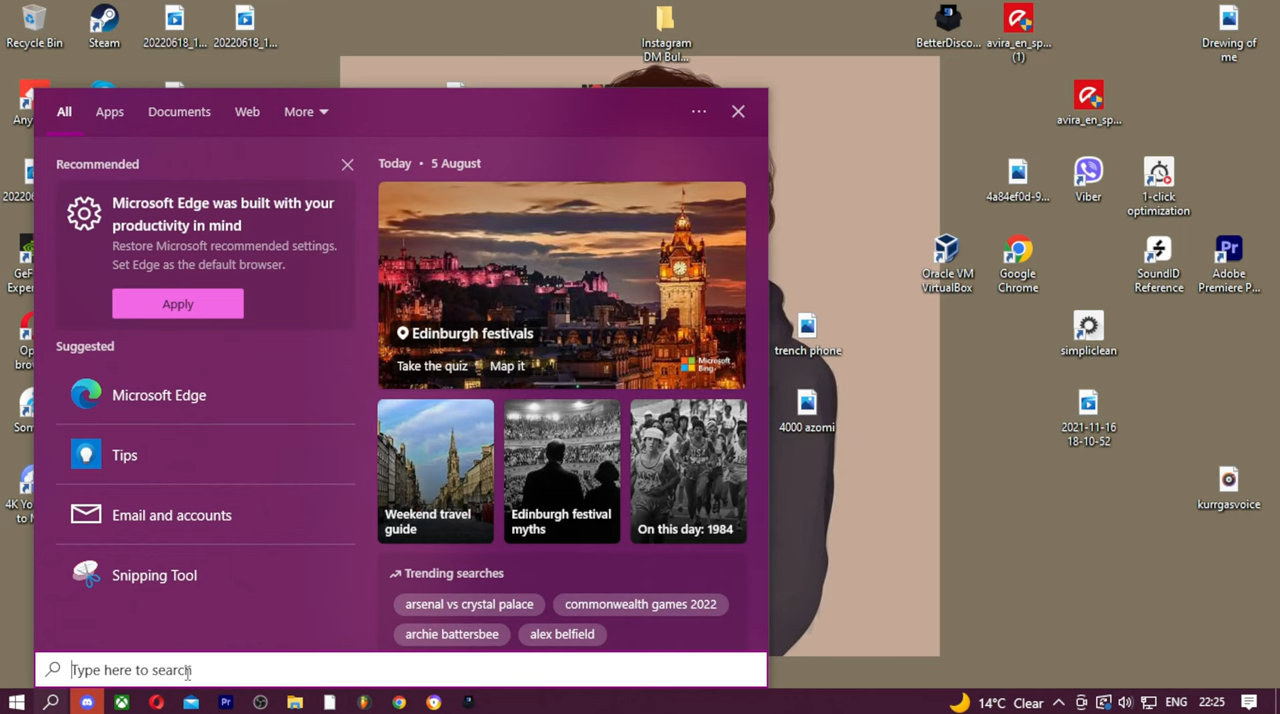 Recycle Bin
Steam
20220618_1...
20220618_1...
Instagram
DM Bul...
BetterDisco...
avira_en_sp...
(1)
Drewing of
me
avira_en_sp...
4a84ef0d-9...
Viber
1-click
optimization
Oracle VM
VirtualBox
Google
Chrome
SoundID
Reference
Adobe
Premiere P...
trench phone
simpliclean
4000 azomi
2021-11-16
18-10-52
kurrgasvoice
All
Apps
Documents
Web
More
Recommended
Microsoft Edge was built with your
productivity in mind
Restore Microsoft recommended settings.
Set Edge as the default browser.
Apply
Suggested
Microsoft Edge
Tips
Email and accounts
Snipping Tool
Today • 5 August
Edinburgh festivals
Take the quiz
Map it
Microsoft
Bing
Weekend travel
guide
Edinburgh festival
myths
On this day: 1984
Trending searches
arsenal vs crystal palace
commonwealth games 2022
archie battersbee
alex belfield
Type here to search
14°C Clear
ENG
22:25